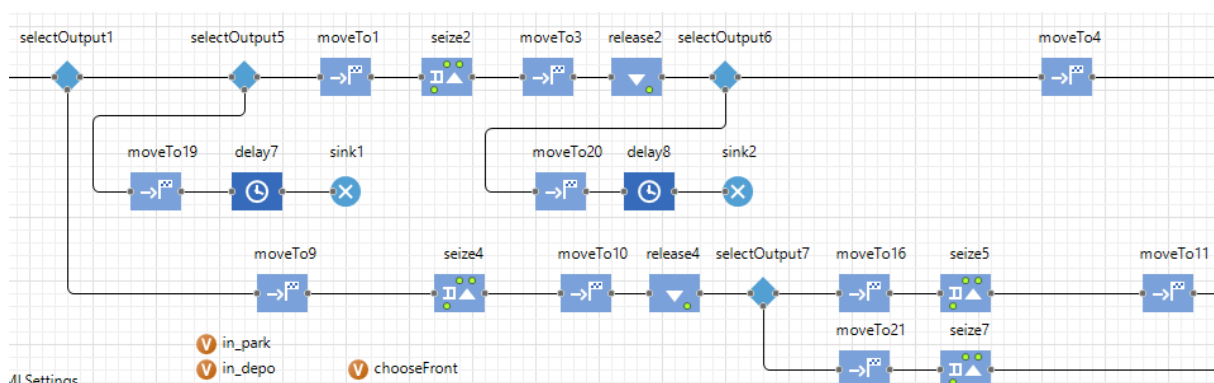 selectOutput1 selectOutput5 moveTo1 seize2 moveTo3 release2 selectOutput6 moveTo4
moveTo19 delay7 sink1 moveTo20 delay8 sink2
moveTo9 seize4 moveTo10 release4 selectOutput7 moveTo16 seize5 moveTo11
moveTo21 seize7
V in_park
V in_depo V chooseFront
Settings